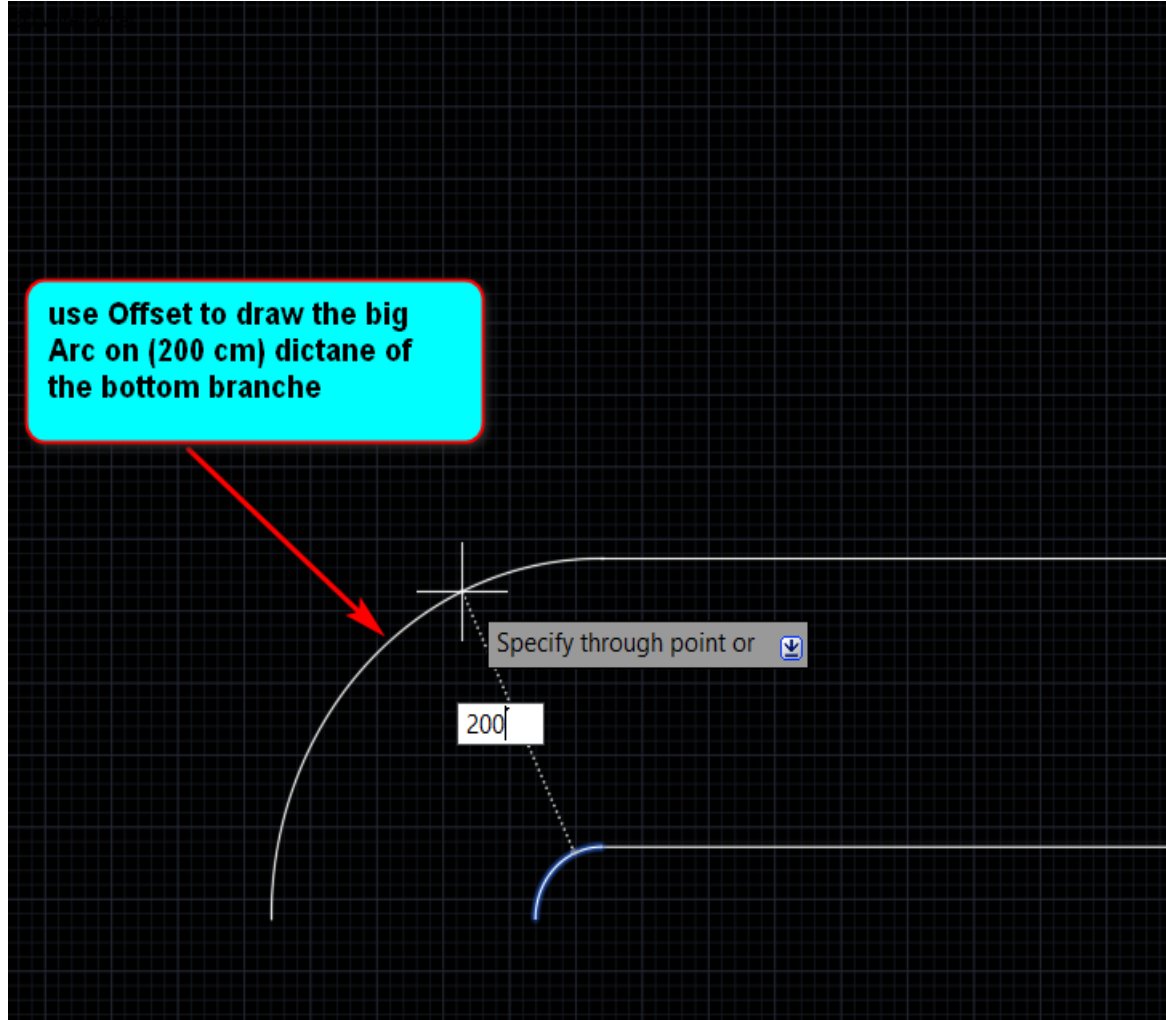 use Offset to draw the big
Arc on (200 cm) dictane of
the bottom branche
Specify through point or
200